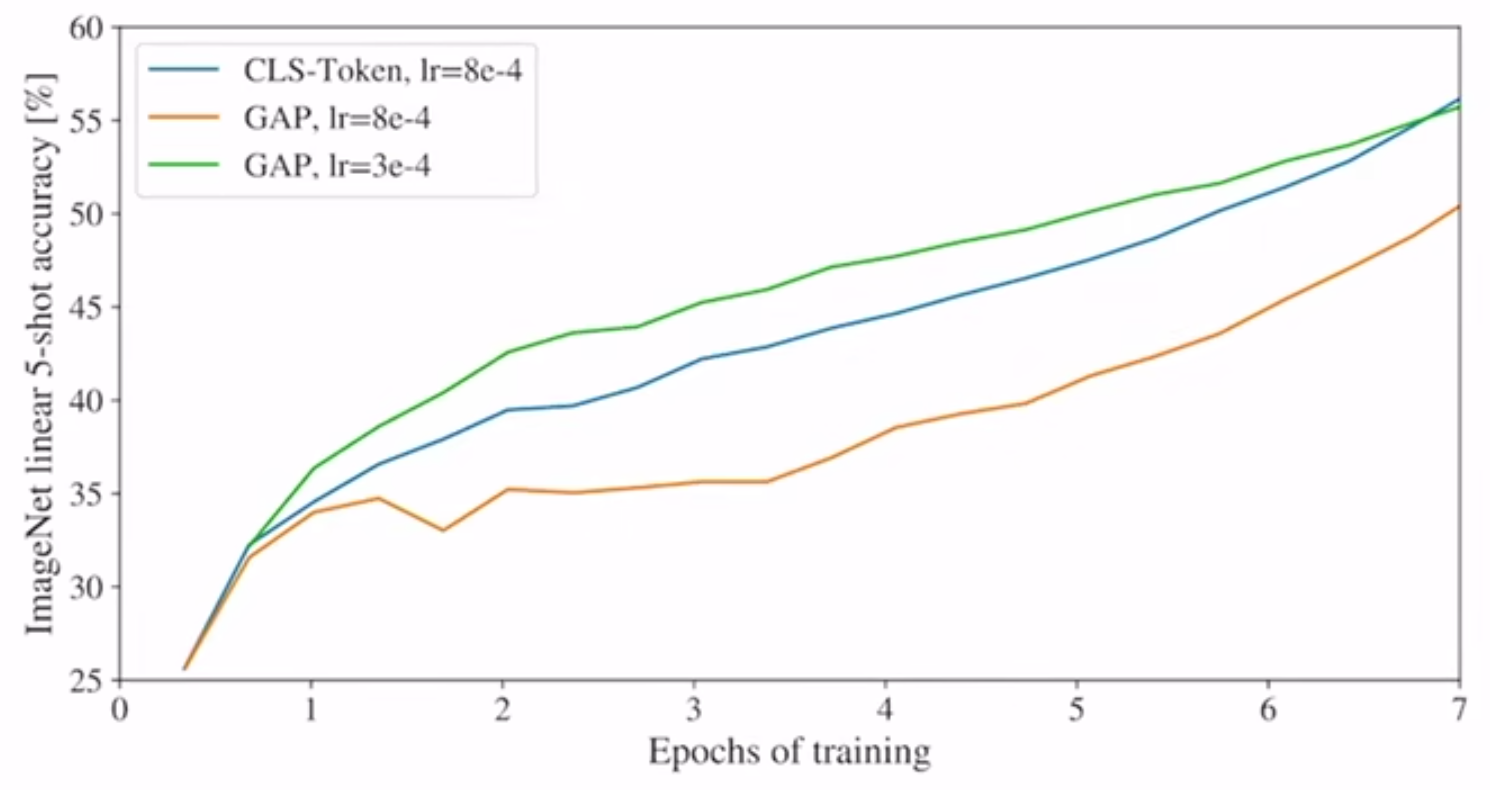 60
55
50
45
40
35
30
25
ImageNet linear 5-shot accuracy [%]
CLS-Token, lr=8e-4
GAP, lr=8e-4
GAP, lr=3e-4
0 1 2 3 4 5 6 7
Epochs of training